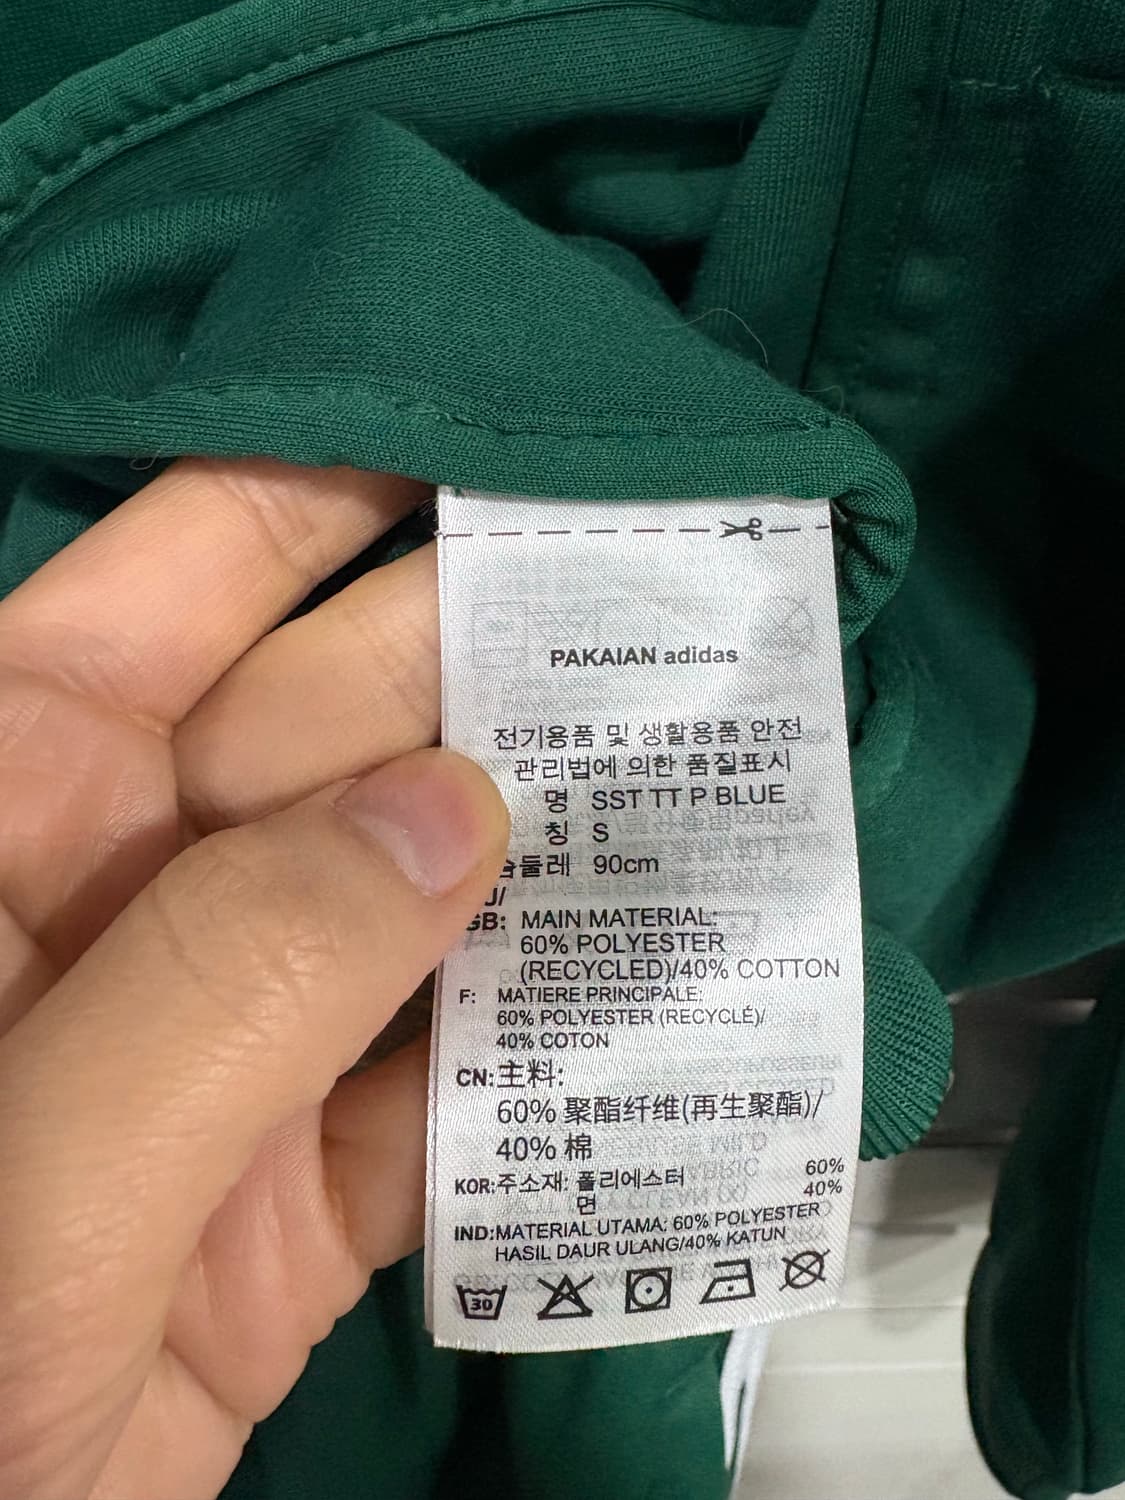 PAKAIAN adidas
전기용품 및 생활용품 안전
관리법에 의한 품질표시
명 SST TT P BLUE
칭 S
슴둘레 90cm
U/
GB: MAIN MATERIAL:
60% POLYESTER
(RECYCLED)/40% COTTON
F: MATIERE PRINCIPALE:
60% POLYESTER (RECYCLÉ)/
40% COTON
CN:主料:
60% 聚酯纤维(再生聚酯)/
40% 棉
KOR:주소재: 폴리에스터 60%
면 40%
IND:MATERIAL UTAMA: 60% POLYESTER
HASIL DAUR ULANG/40% KATUN
30